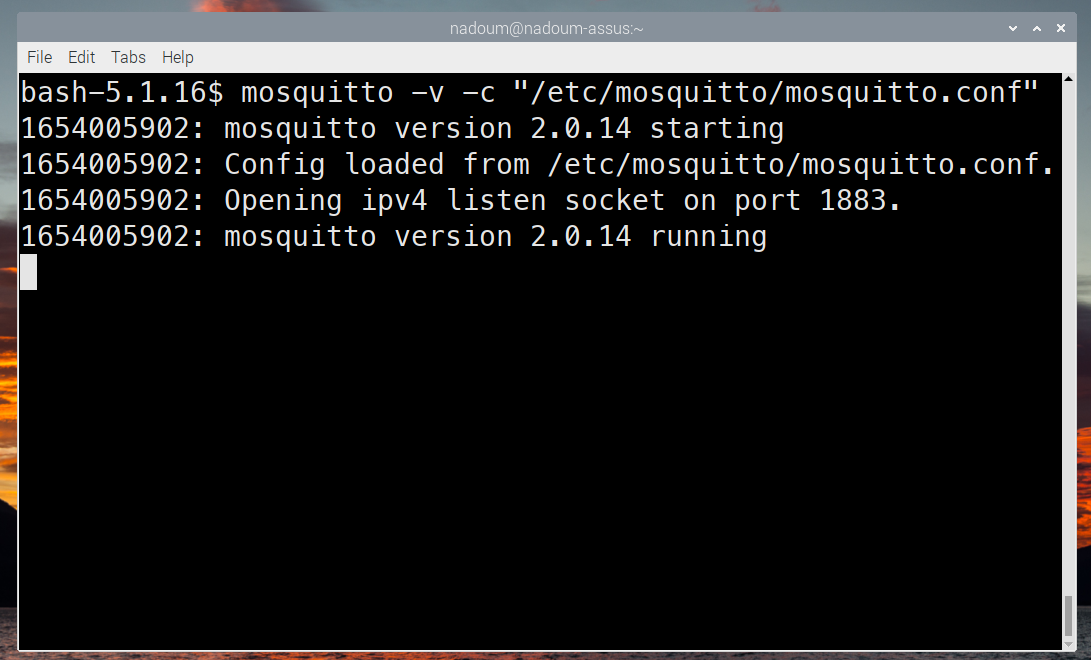 nadoum@nadoum-assus:~
File Edit Tabs Help
bash-5.1.16$ mosquitto -v -c "/etc/mosquitto/mosquitto.conf"
1654005902: mosquitto version 2.0.14 starting
1654005902: Config loaded from /etc/mosquitto/mosquitto.conf.
1654005902: Opening ipv4 listen socket on port 1883.
1654005902: mosquitto version 2.0.14 running